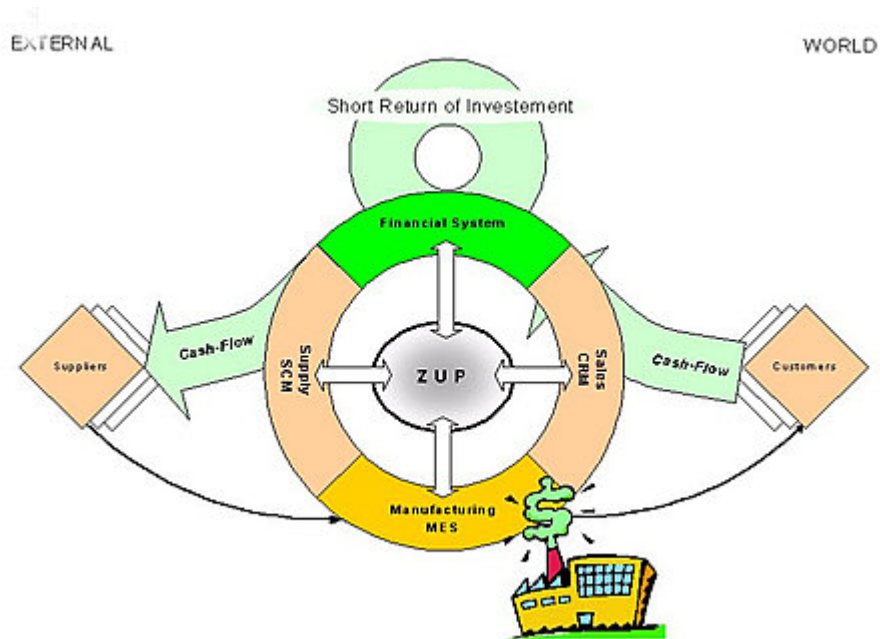 EXTERNAL
WORLD
Short Return of Investement
Financial System
Cash-Flow
Suppliers
Supply
SCM
ZUP
Sales
CRM
Cash-Flow
Customers
Manufacturing
MES